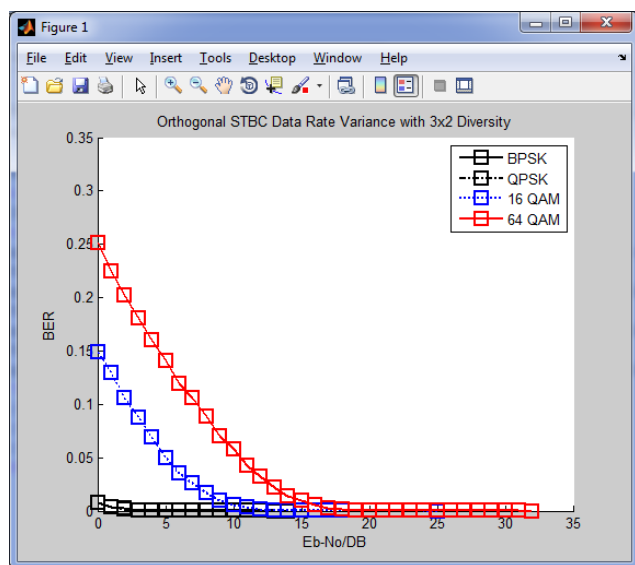 Figure 1
File Edit View Insert Tools Desktop Window Help
Orthogonal STBC Data Rate Variance with 3x2 Diversity
BPSK
QPSK
16 QAM
64 QAM
0.35
0.3
0.25
0.2
0.15
0.1
0.05
0
BER
0 5 10 15 20 25 30 35
Eb-No/DB